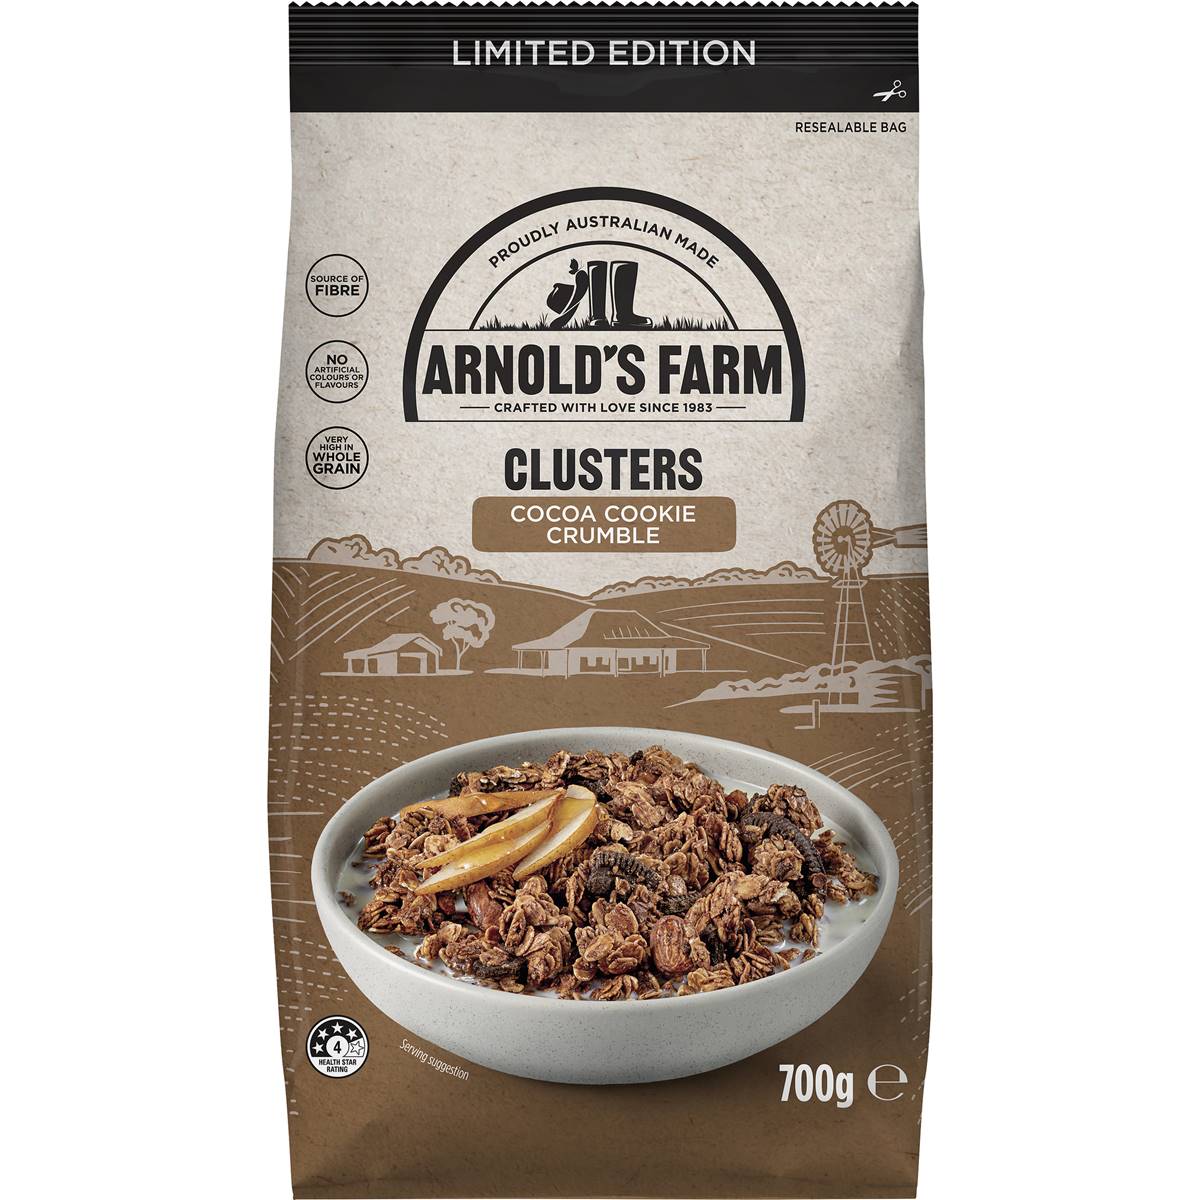 LIMITED EDITION
RESEALABLE BAG
PROUDLY AUSTRALIAN MADE
ARNOLD'S FARM
CRAFTED WITH LOVE SINCE 1983
SOURCE OF
FIBRE
NO
ARTIFICIAL
COLOURS OR
FLAVOURS
VERY
HIGH IN
WHOLE
GRAIN
CLUSTERS
COCOA COOKIE
CRUMBLE
4
HEALTH STAR
RATING
Serving suggestion
700g ℮